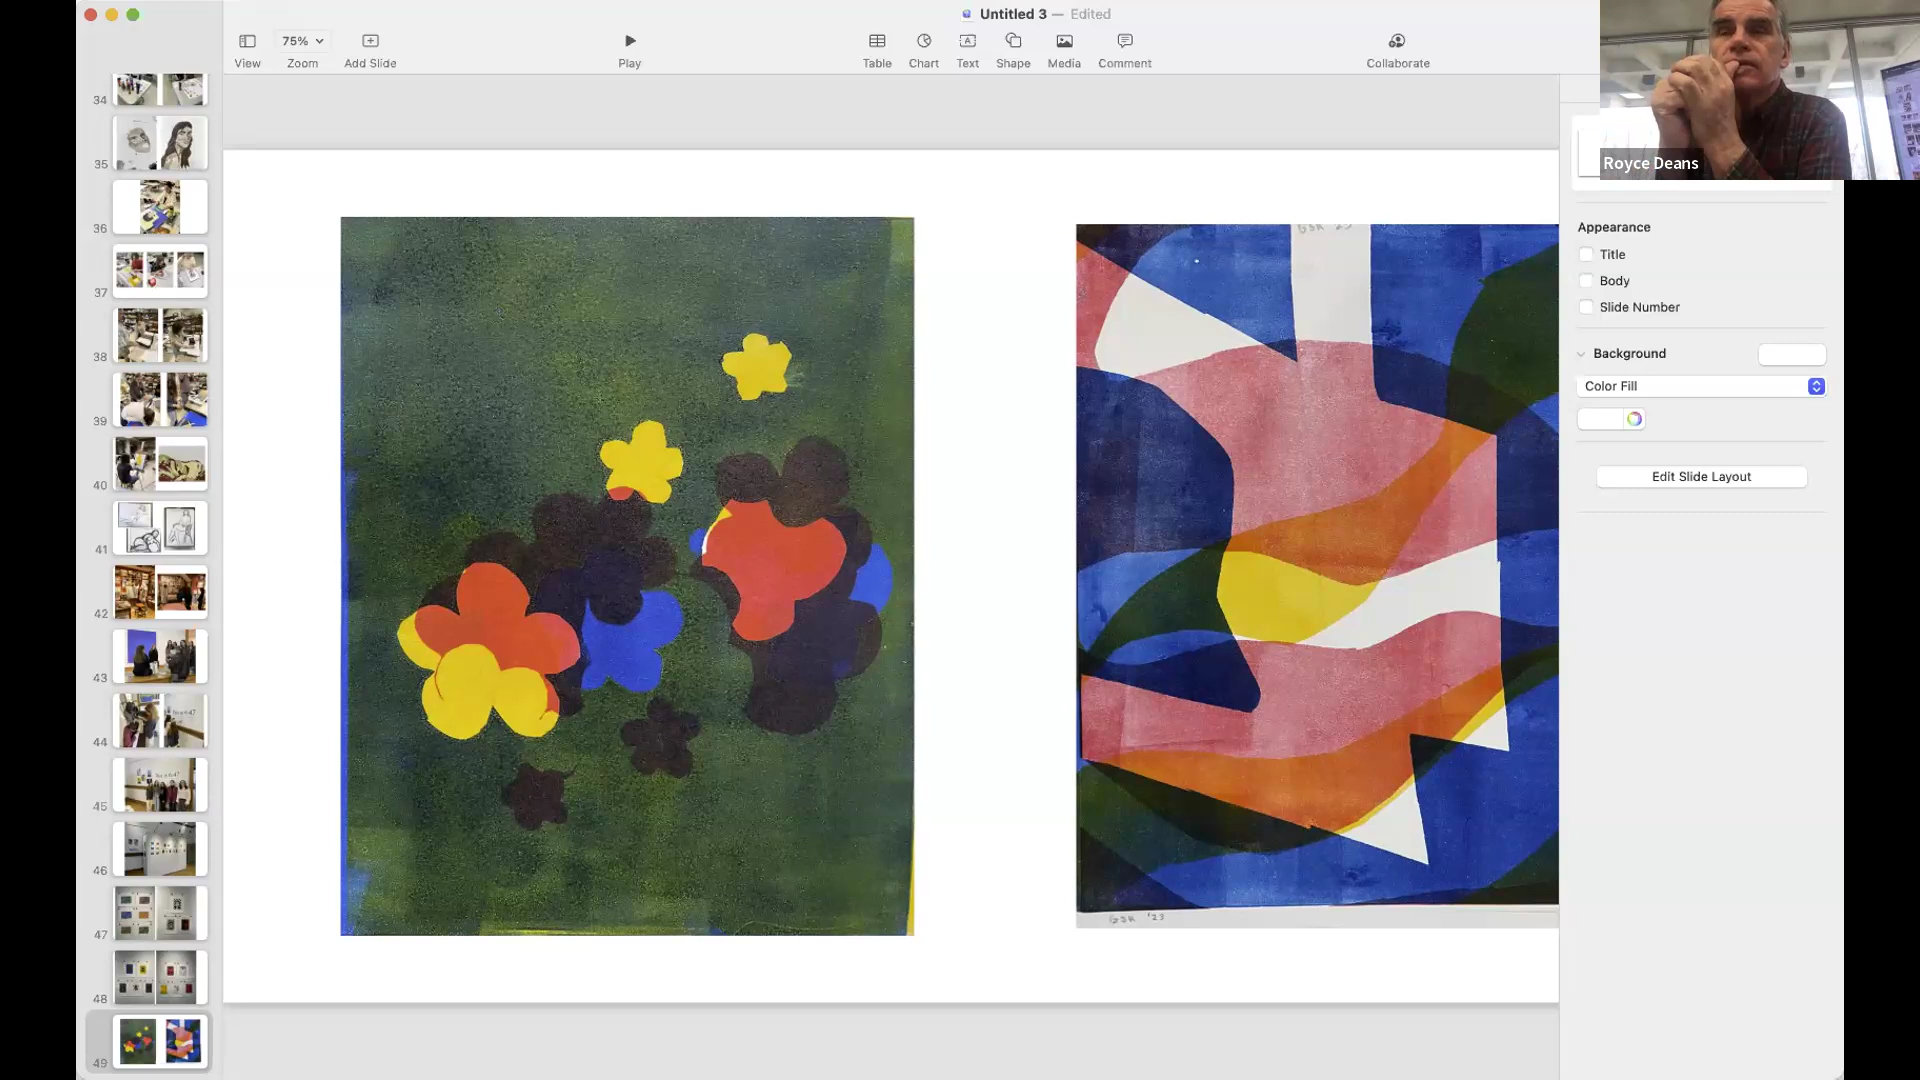 Untitled 3 — Edited
75%
View
Zoom
Add Slide
Play
Table
Chart
Text
Shape
Media
Comment
Collaborate
Royce Deans
34
35
36
37
38
39
40
41
42
43
44
45
46
47
48
49
GSK '23
Appearance
Title
Body
Slide Number
Background
Color Fill
Edit Slide Layout